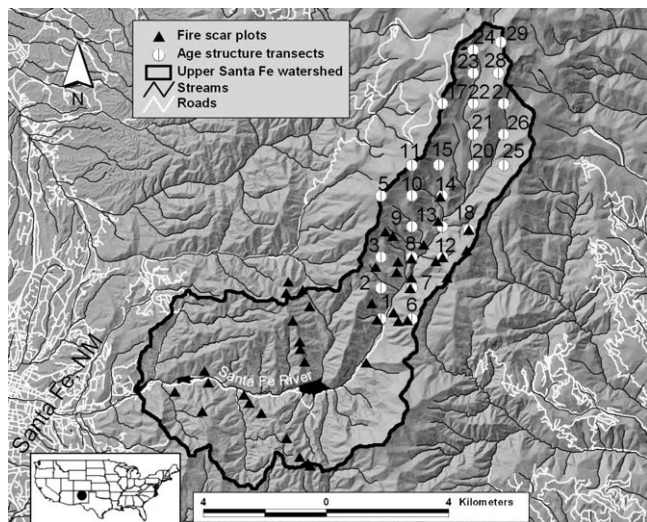 Fire scar plots
Age structure transects
Upper Santa Fe watershed
Streams
Roads
N
24 29
23 28
17 22
21 26
11 15 20 25
5 10 14
9 13 18
3 8 12
2 7
1 6
Santa Fe River
Santa Fe, NM
4 0 4 Kilometers